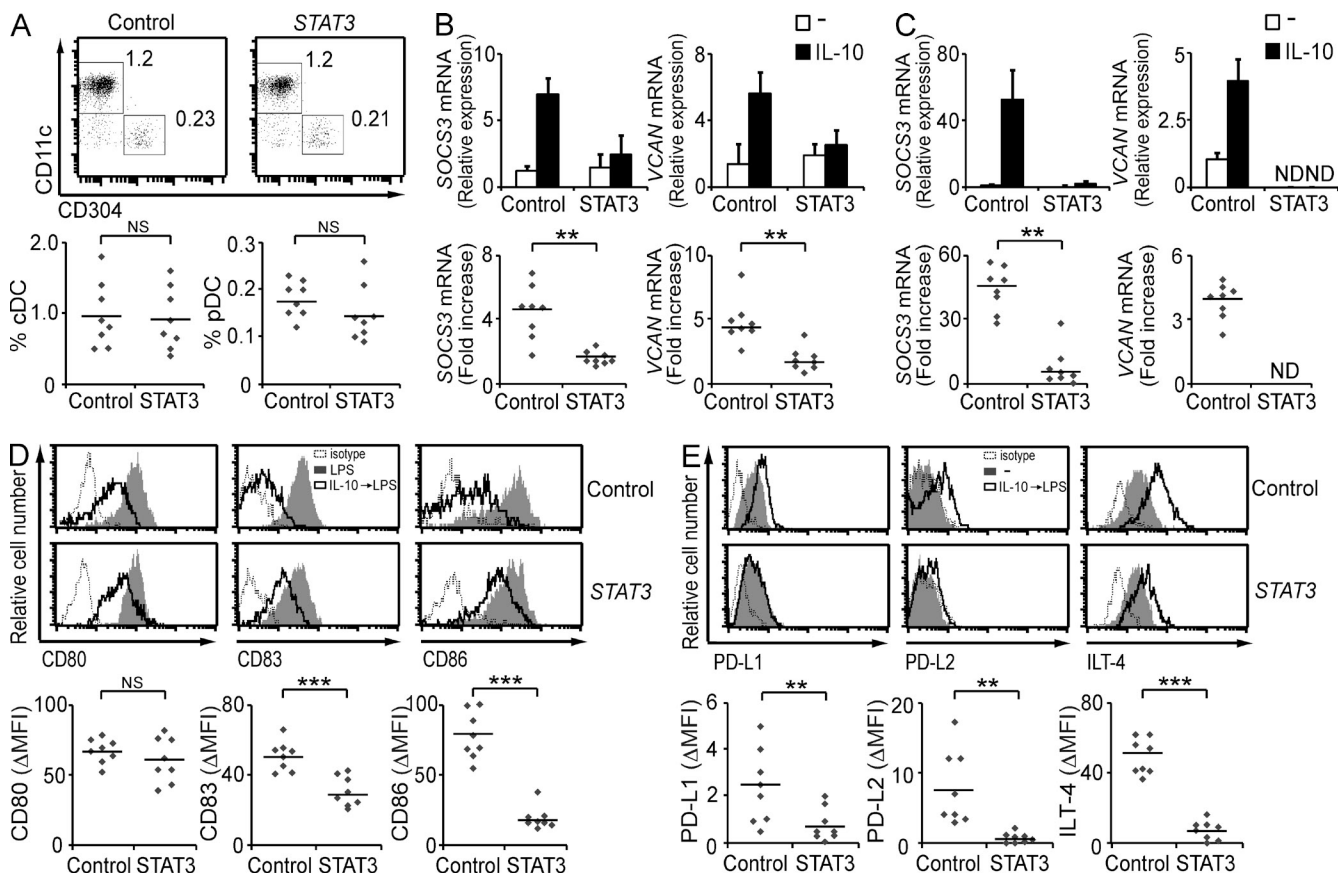 A
Control
STAT3
1.2
0.23
1.2
0.21
CD11c
CD304
NS
2.0
1.0
0
% cDC
Control STAT3
NS
0.3
0.2
0.1
0
% pDC
Control STAT3
B
-
IL-10
SOCS3 mRNA
(Relative expression)
10
5
0
Control STAT3
VCAN mRNA
(Relative expression)
8
4
0
Control STAT3
SOCS3 mRNA
(Fold increase)
8
4
0
**
Control STAT3
VCAN mRNA
(Fold increase)
10
5
0
**
Control STAT3
C
-
IL-10
SOCS3 mRNA
(Relative expression)
80
40
0
Control STAT3
VCAN mRNA
(Relative expression)
5
2.5
0
NDND
Control STAT3
SOCS3 mRNA
(Fold increase)
60
30
0
**
Control STAT3
VCAN mRNA
(Fold increase)
6
3
0
ND
Control STAT3
D
Relative cell number
isotype
LPS
IL-10→LPS
Control
STAT3
CD80
CD83
CD86
CD80 (ΔMFI)
100
50
0
NS
Control STAT3
CD83 (ΔMFI)
80
40
0
***
Control STAT3
CD86 (ΔMFI)
100
50
0
***
Control STAT3
E
Relative cell number
isotype
-
IL-10→LPS
Control
STAT3
PD-L1
PD-L2
ILT-4
PD-L1 (ΔMFI)
6
4
2
0
**
Control STAT3
PD-L2 (ΔMFI)
20
10
0
**
Control STAT3
ILT-4 (ΔMFI)
80
40
0
***
Control STAT3